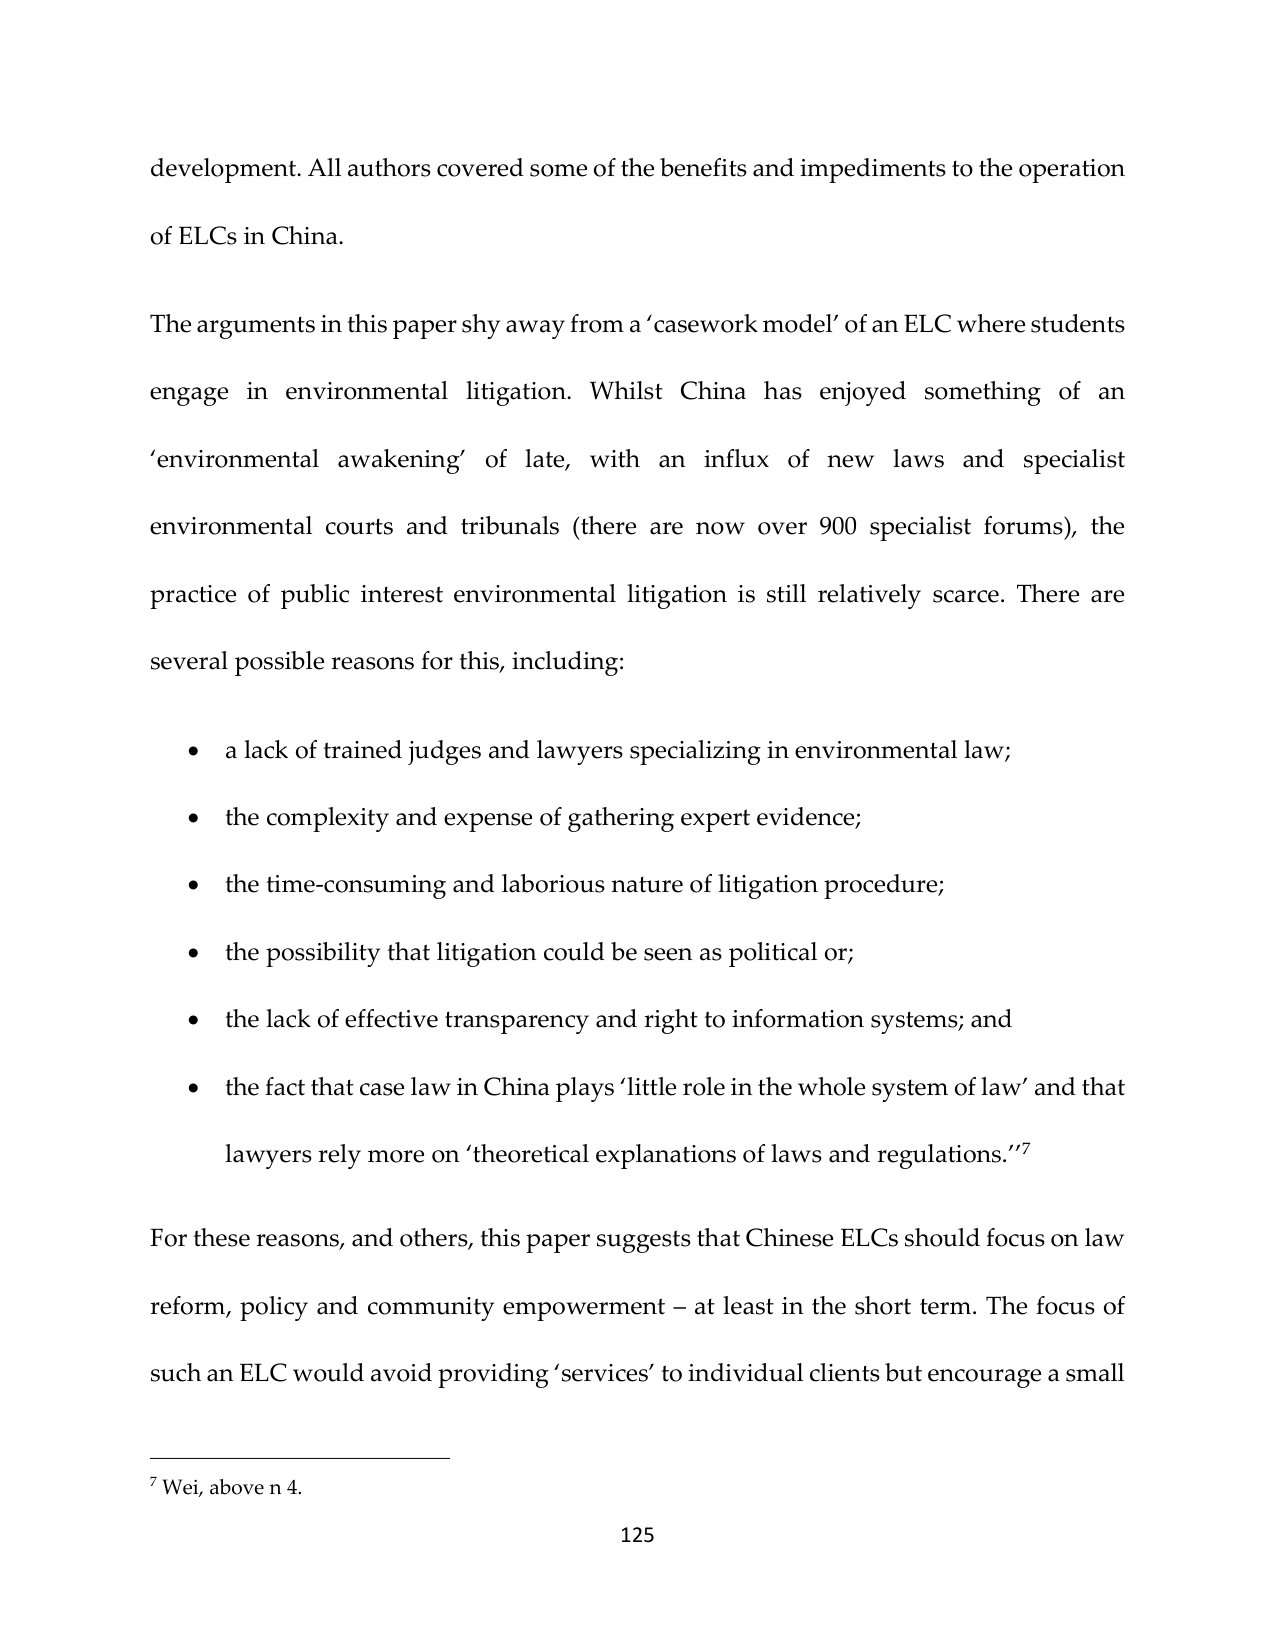 development. All authors covered some of the benefits and impediments to the operation
of ELCs in China.
The arguments in this paper shy away from a ‘casework model’ of an ELC where students
engage in environmental litigation. Whilst China has enjoyed something of an
‘environmental awakening’ of late, with an influx of new laws and specialist
environmental courts and tribunals (there are now over 900 specialist forums), the
practice of public interest environmental litigation is still relatively scarce. There are
several possible reasons for this, including:
• a lack of trained judges and lawyers specializing in environmental law;
• the complexity and expense of gathering expert evidence;
• the time-consuming and laborious nature of litigation procedure;
• the possibility that litigation could be seen as political or;
• the lack of effective transparency and right to information systems; and
• the fact that case law in China plays ‘little role in the whole system of law’ and that
lawyers rely more on ‘theoretical explanations of laws and regulations.’’7
For these reasons, and others, this paper suggests that Chinese ELCs should focus on law
reform, policy and community empowerment – at least in the short term. The focus of
such an ELC would avoid providing ‘services’ to individual clients but encourage a small
7 Wei, above n 4.
125